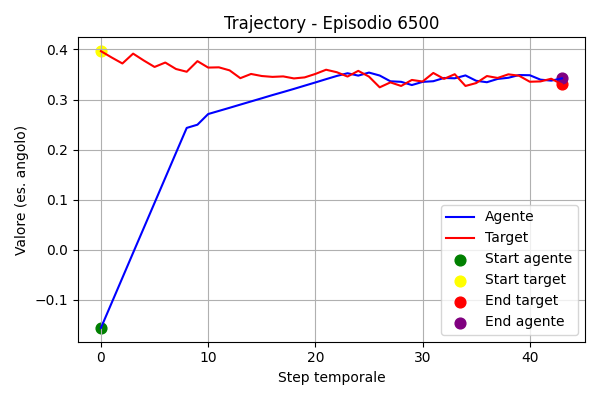 Trajectory - Episodio 6500
Valore (es. angolo)
0.4
0.3
0.2
0.1
0.0
−0.1
0
10
20
30
40
Step temporale
Agente
Target
Start agente
Start target
End target
End agente